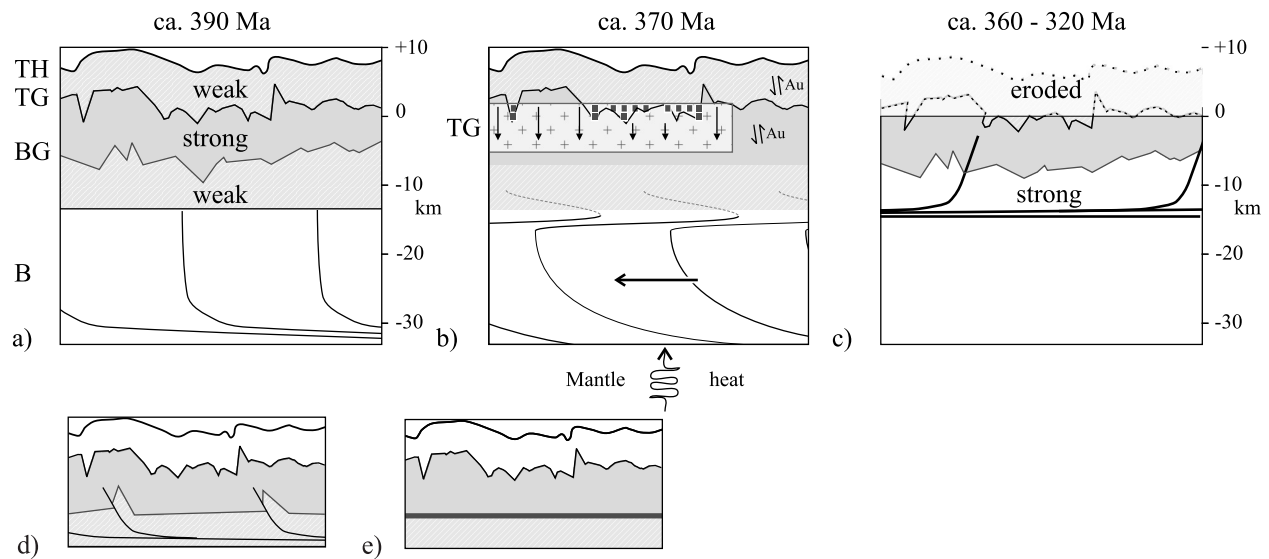 ca. 390 Ma
ca. 370 Ma
ca. 360 - 320 Ma
TH
TG
BG
B
weak
strong
weak
+10
0
-10
km
-20
-30
a)
TG
Au
Au
b)
Mantle heat
eroded
strong
+10
0
-10
km
-20
-30
c)
d)
e)